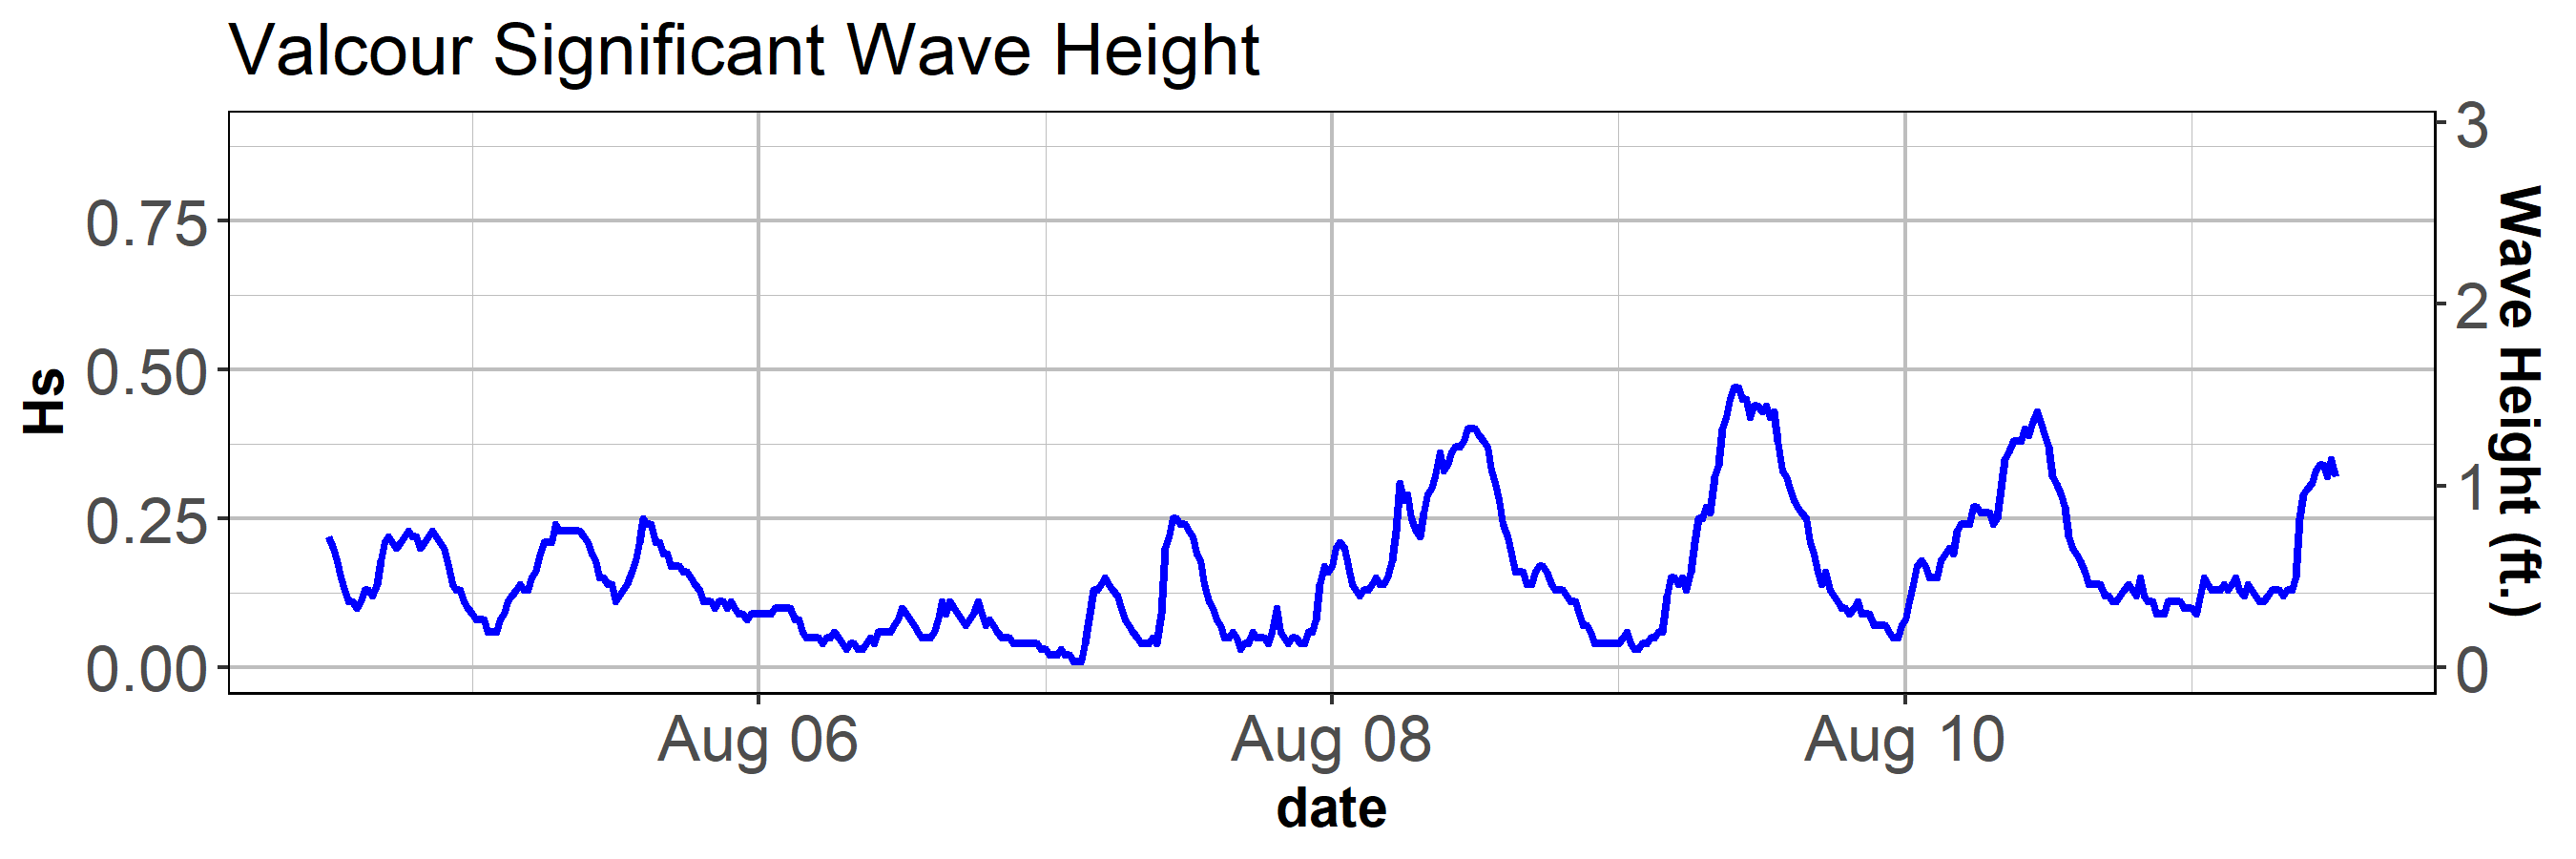 Valcour Significant Wave Height
Hs
0.75
0.50
0.25
0.00
3
2
1
0
Wave Height (ft.)
Aug 06
Aug 08
Aug 10
date